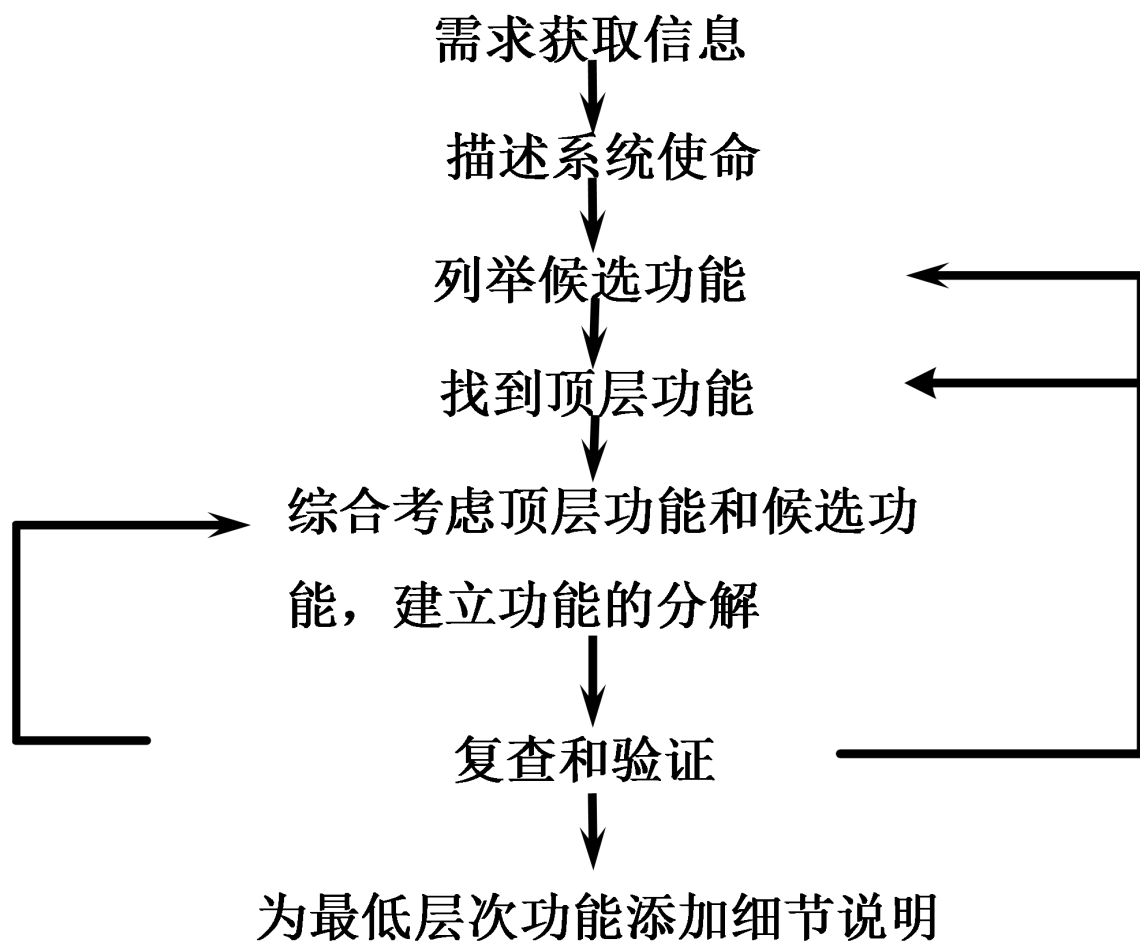 需求获取信息
描述系统使命
列举候选功能
找到顶层功能
综合考虑顶层功能和候选功
能，建立功能的分解
复查和验证
为最低层次功能添加细节说明